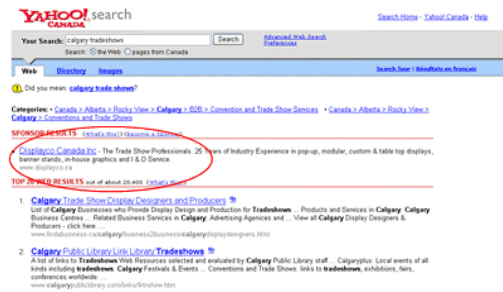 YAHOO! search
CANADA
Search Home - Yahoo! Canada - Help
Your Search: calgary tradeshows Search Advanced Web Search
Preferences
Search: the Web pages from Canada
Web Directory Images Search Tour | Résultats en français
Did you mean: calgary trade shows?
Categories: • Canada > Alberta > Rocky View > Calgary > B2B > Convention and Trade Show Services • Canada > Alberta > Rocky View >
Calgary > Conventions and Trade Shows
SPONSOR RESULTS (What's this?) (Become a Sponsor)
• Displayco Canada Inc - The Trade Show Professionals. 25 Years of Industry Experience in pop-up, modular, custom & table top displays,
banner stands, in-house graphics and I & D Service.
www.displayco.ca
TOP 20 WEB RESULTS out of about 20,400 (What's this?)
1. Calgary Trade Show Display Designers and Producers
List of Calgary Businesses who Provide Display Design and Production for Tradeshows ... Products and Services in Calgary. Calgary
Business Centres ... Related Business Services in Calgary. Advertising Agencies and ... View all Calgary Display Designers &
Producers - click here ...
www.findabusiness.ca/calgary/business2business/calgarydisplaydesigners.html
2. Calgary Public Library Link Library Tradeshows
A list of links to Tradeshows Web Resources selected and evaluated by Calgary Public Library staff ... Calgaryplus: Local events of all
kinds including tradeshows. Calgary Festivals & Events ... Conventions and Trade Shows: links to tradeshows, exhibitions, fairs,
conferences worldwide. ...
www.calgarypubliclibrary.com/links/lktrshow.htm